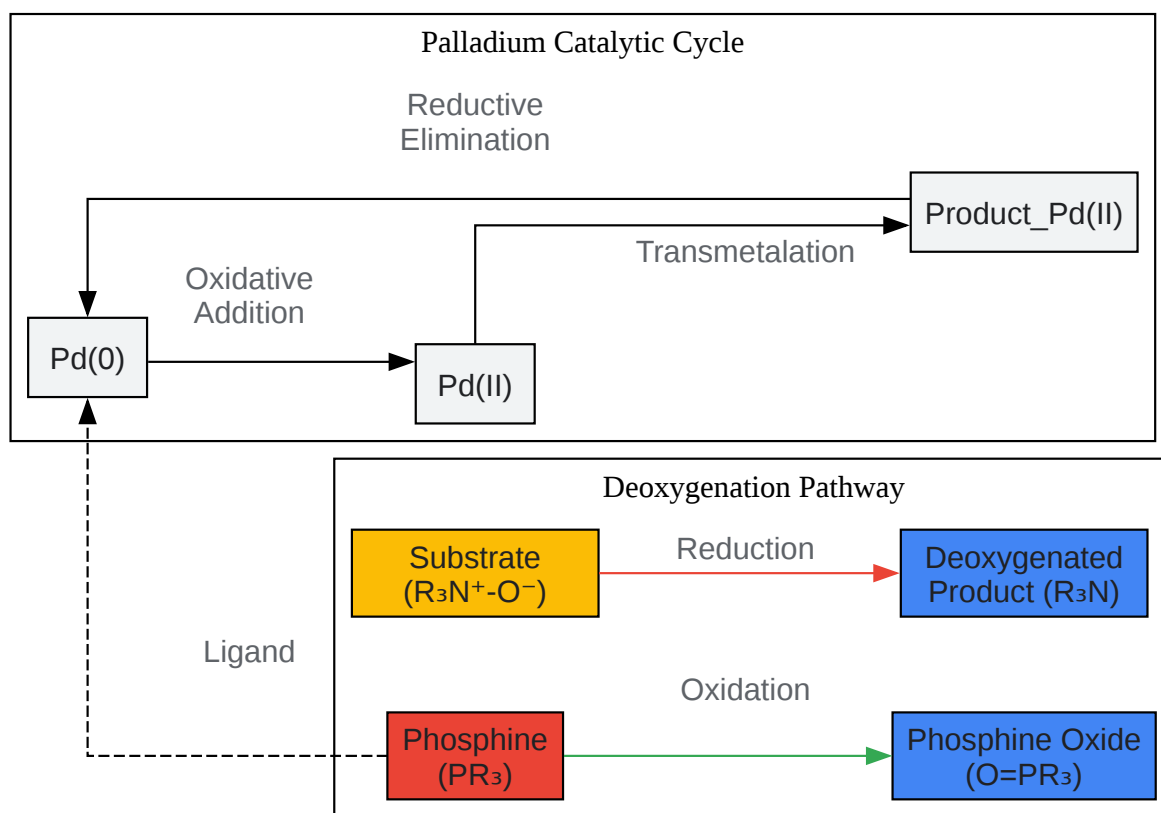 Palladium Catalytic Cycle
Reductive
Elimination
Product_Pd(II)
Transmetalation
Oxidative
Addition
Pd(0)
Pd(II)
Deoxygenation Pathway
Substrate
(R₃N⁺-O⁻)
Reduction
Deoxygenated
Product (R₃N)
Ligand
Oxidation
Phosphine
(PR₃)
Phosphine Oxide
(O=PR₃)